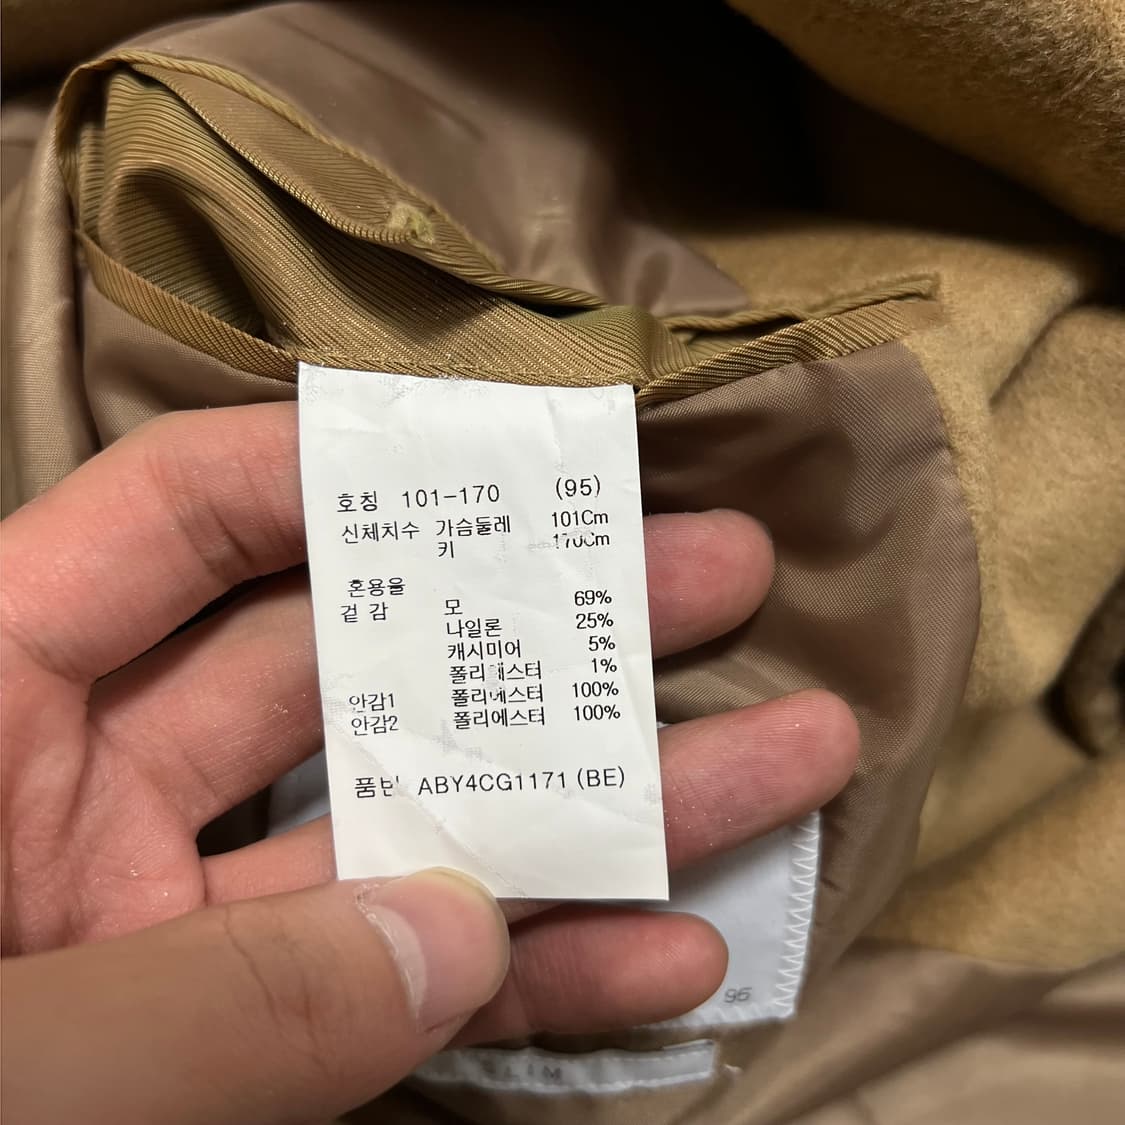 호칭 101-170 (95)
신체치수 가슴둘레 101Cm
키 170Cm
혼용율
겉 감 모 69%
나일론 25%
캐시미어 5%
폴리에스터 1%
안감1 폴리에스터 100%
안감2 폴리에스터 100%
품번 ABY4CG1171(BE)
95
SLIM